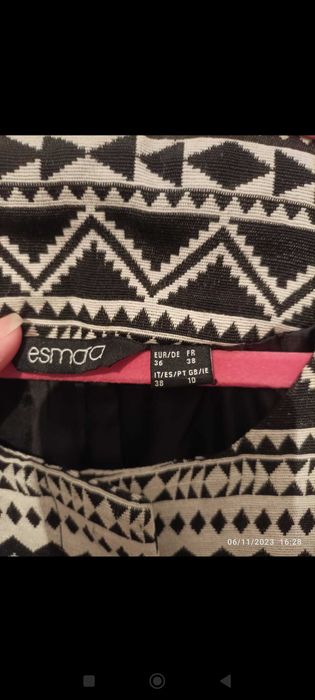 esmara
EUR/DE FR
36 38
IT/ES/PT GB/IE
38 10
06/11/2023 16:28